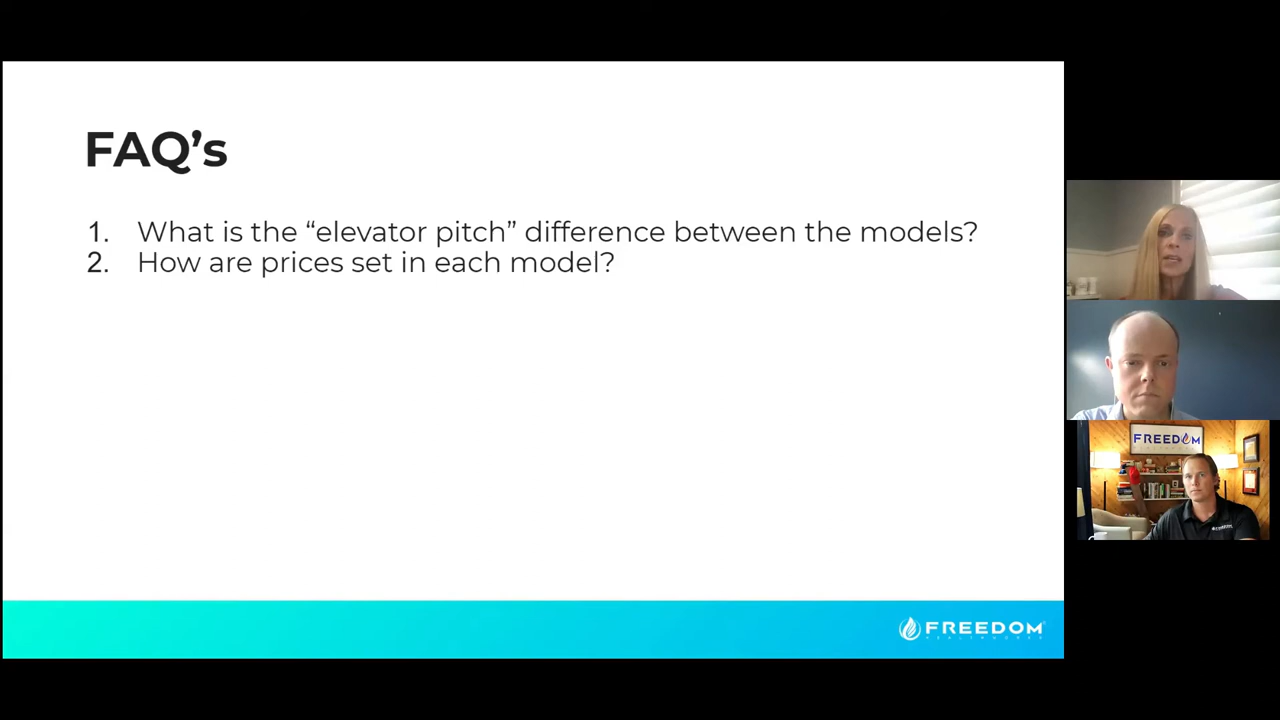 FAQ’s
1. What is the “elevator pitch” difference between the models?
2. How are prices set in each model?
FREEDOM
HEALTHWORKS
FREEDOM